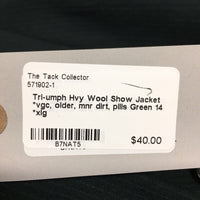 The Tack Collector
571902-1
Tri-umph Hvy Wool Show Jacket
*vgc, older, mnr dirt, pills Green 14
*xlg
$40.00
B7NAT5